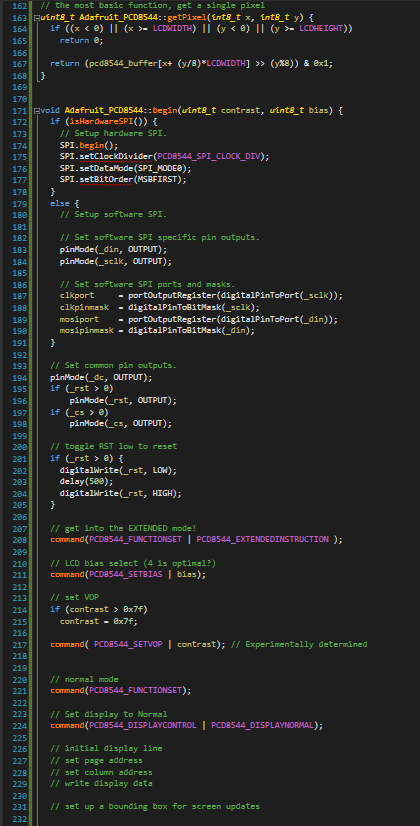 162 // the most basic function, get a single pixel
163 uint8_t Adafruit_PCD8544::getPixel(int8_t x, int8_t y) {
164 if ((x < 0) || (x >= LCDWIDTH) || (y < 0) || (y >= LCDHEIGHT))
165 return 0;
166
167 return (pcd8544_buffer[x+ (y/8)*LCDWIDTH] >> (y%8)) & 0x1;
168 }
169
170
171 void Adafruit_PCD8544::begin(uint8_t contrast, uint8_t bias) {
172 if (isHardwareSPI()) {
173 // Setup hardware SPI.
174 SPI.begin();
175 SPI.setClockDivider(PCD8544_SPI_CLOCK_DIV);
176 SPI.setDataMode(SPI_MODE0);
177 SPI.setBitOrder(MSBFIRST);
178 }
179 else {
180 // Setup software SPI.
181
182 // Set software SPI specific pin outputs.
183 pinMode(_din, OUTPUT);
184 pinMode(_sclk, OUTPUT);
185
186 // Set software SPI ports and masks.
187 clkport = portOutputRegister(digitalPinToPort(_sclk));
188 clkpinmask = digitalPinToBitMask(_sclk);
189 mosiport = portOutputRegister(digitalPinToPort(_din));
190 mosipinmask = digitalPinToBitMask(_din);
191 }
192
193 // Set common pin outputs.
194 pinMode(_dc, OUTPUT);
195 if (_rst > 0)
196 pinMode(_rst, OUTPUT);
197 if (_cs > 0)
198 pinMode(_cs, OUTPUT);
199
200 // toggle RST low to reset
201 if (_rst > 0) {
202 digitalWrite(_rst, LOW);
203 delay(500);
204 digitalWrite(_rst, HIGH);
205 }
206
207 // get into the EXTENDED mode!
208 command(PCD8544_FUNCTIONSET | PCD8544_EXTENDEDINSTRUCTION );
209
210 // LCD bias select (4 is optimal?)
211 command(PCD8544_SETBIAS | bias);
212
213 // set VOP
214 if (contrast > 0x7f)
215 contrast = 0x7f;
216
217 command( PCD8544_SETVOP | contrast); // Experimentally determined
218
219
220 // normal mode
221 command(PCD8544_FUNCTIONSET);
222
223 // Set display to Normal
224 command(PCD8544_DISPLAYCONTROL | PCD8544_DISPLAYNORMAL);
225
226 // initial display line
227 // set page address
228 // set column address
229 // write display data
230
231 // set up a bounding box for screen updates
232